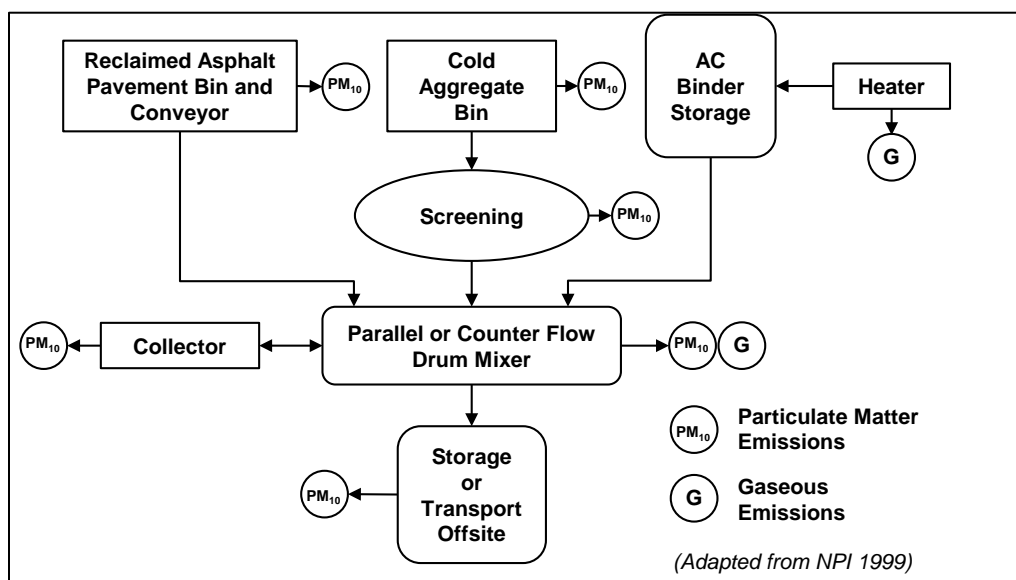 Reclaimed Asphalt
Pavement Bin and
Conveyor
PM₁₀
Cold
Aggregate
Bin
PM₁₀
AC
Binder
Storage
Heater
G
Screening
PM₁₀
PM₁₀
Collector
Parallel or Counter Flow
Drum Mixer
PM₁₀
G
Storage
or
Transport
Offsite
PM₁₀
PM₁₀
Particulate Matter
Emissions
G
Gaseous
Emissions
(Adapted from NPI 1999)